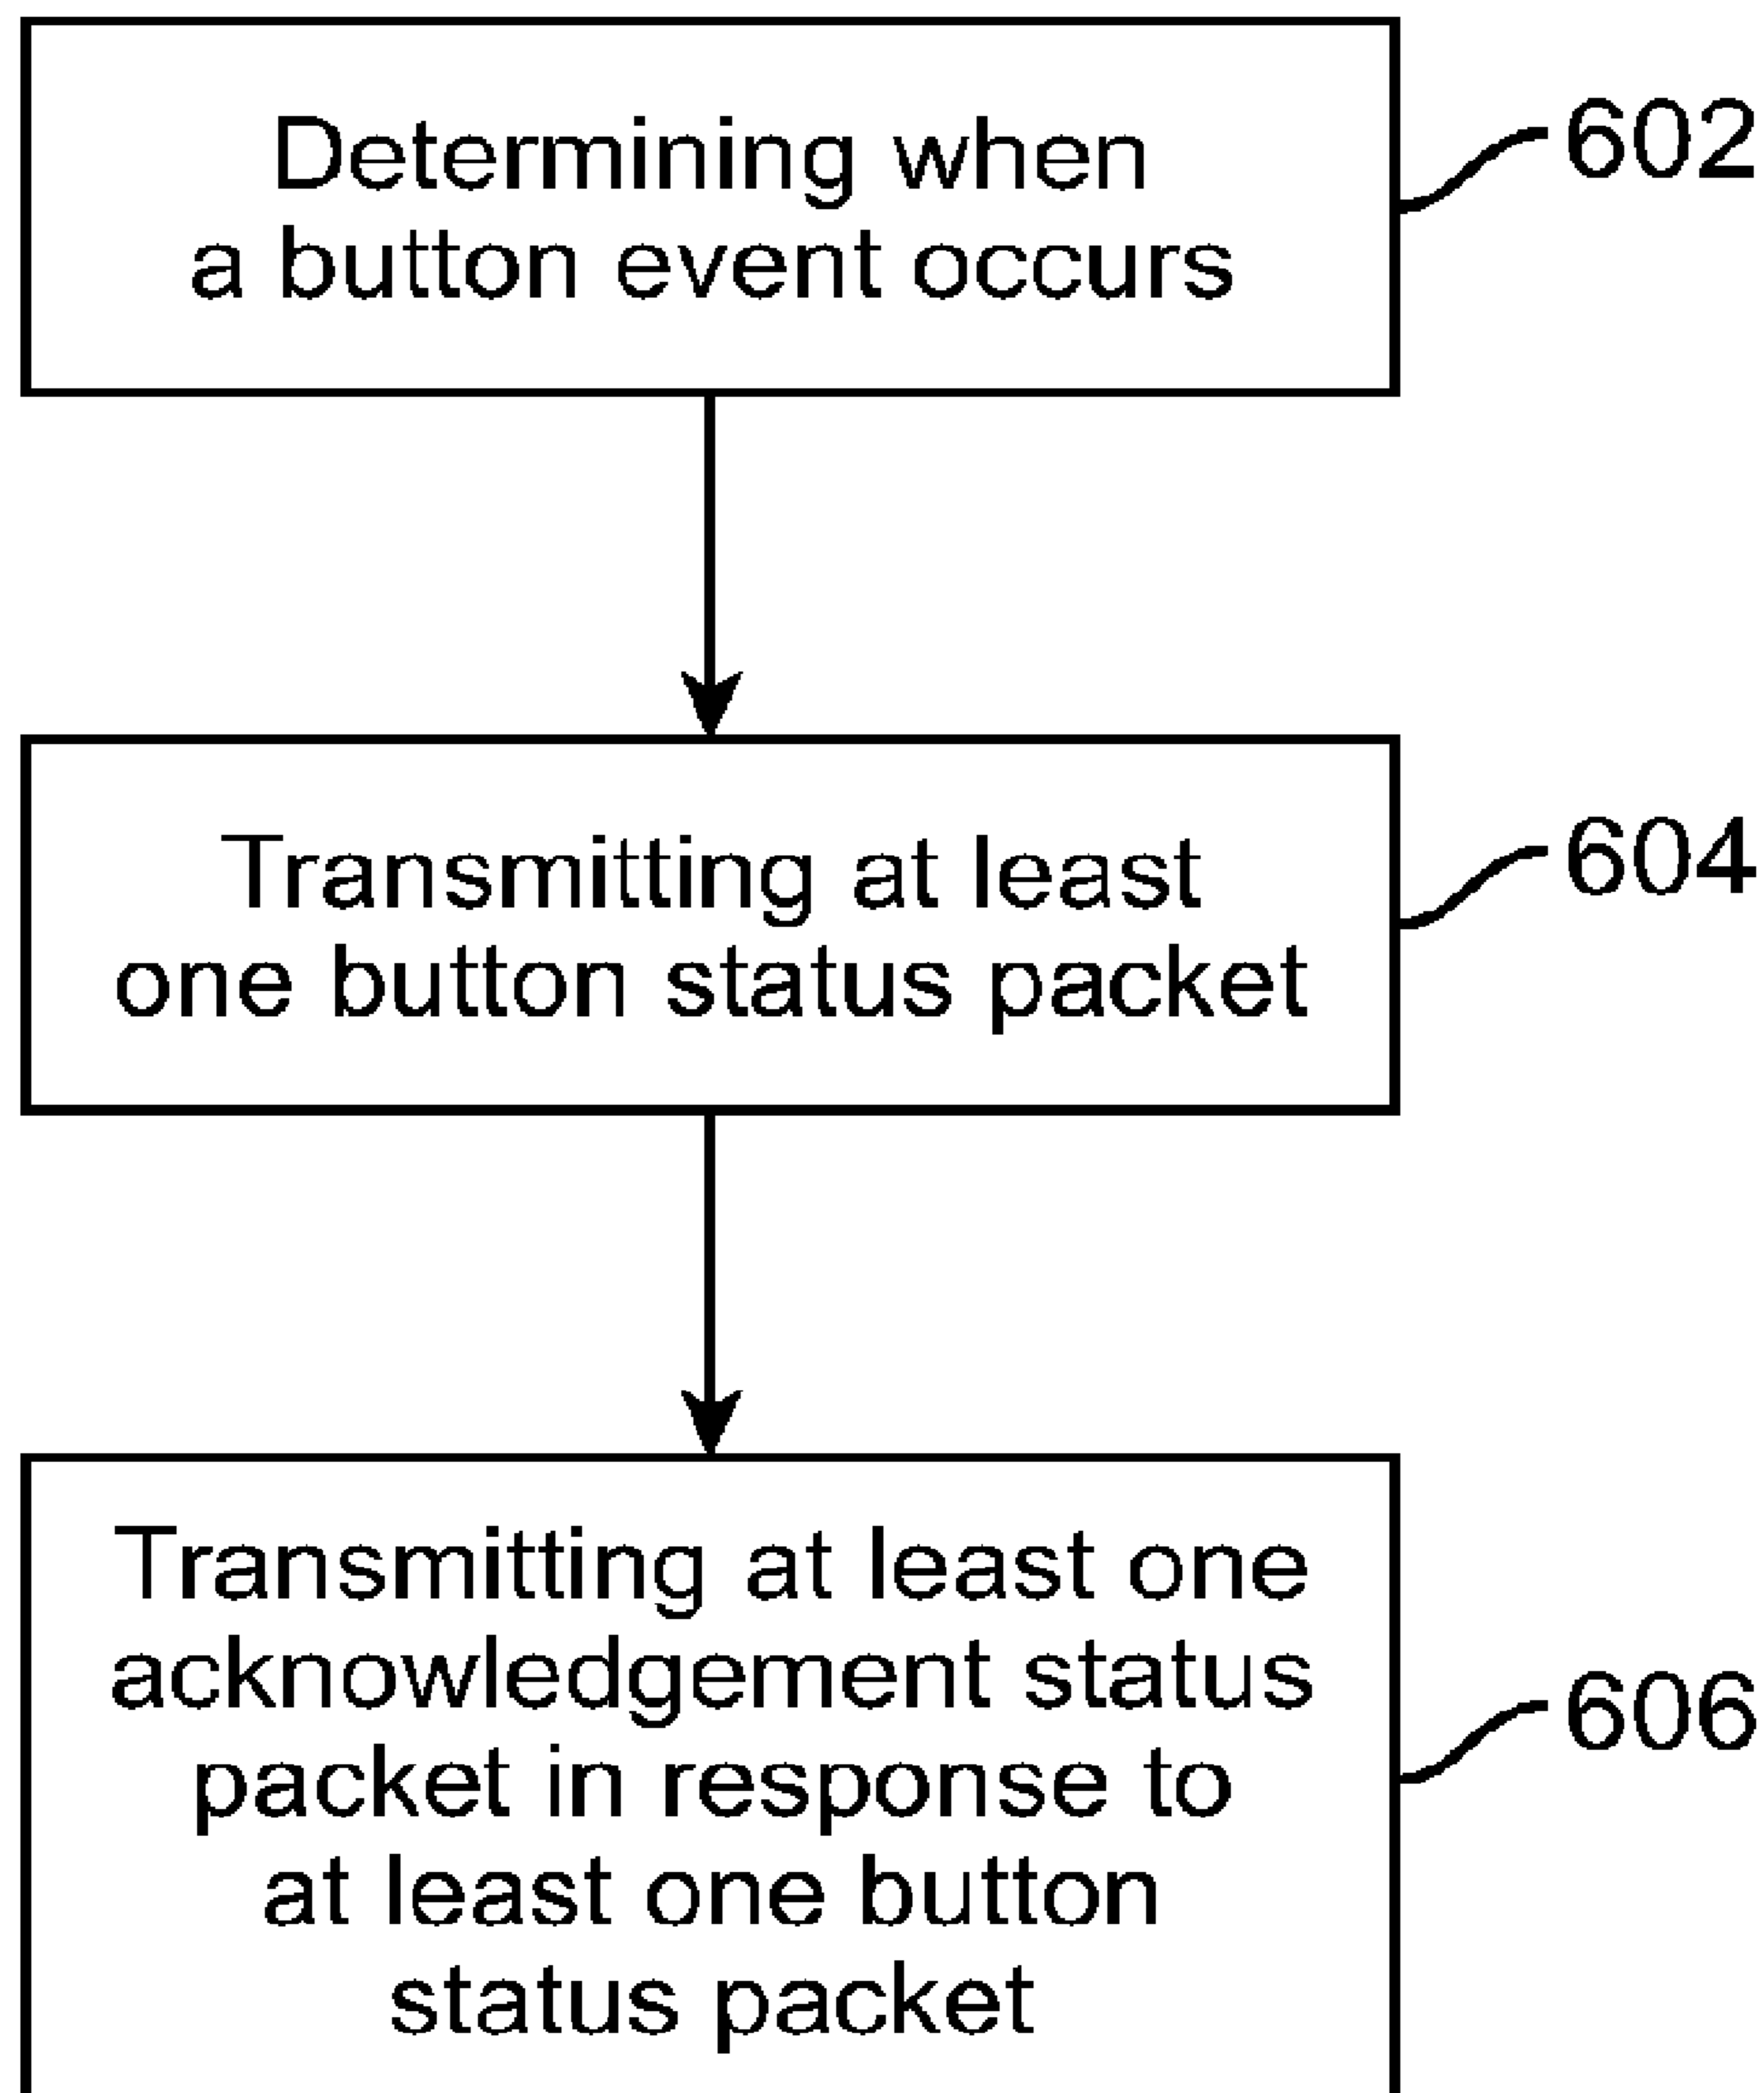 Determining when
a button event occurs
602
Transmitting at least
one button status packet
604
Transmitting at least one
acknowledgement status
packet in response to
at least one button
status packet
606